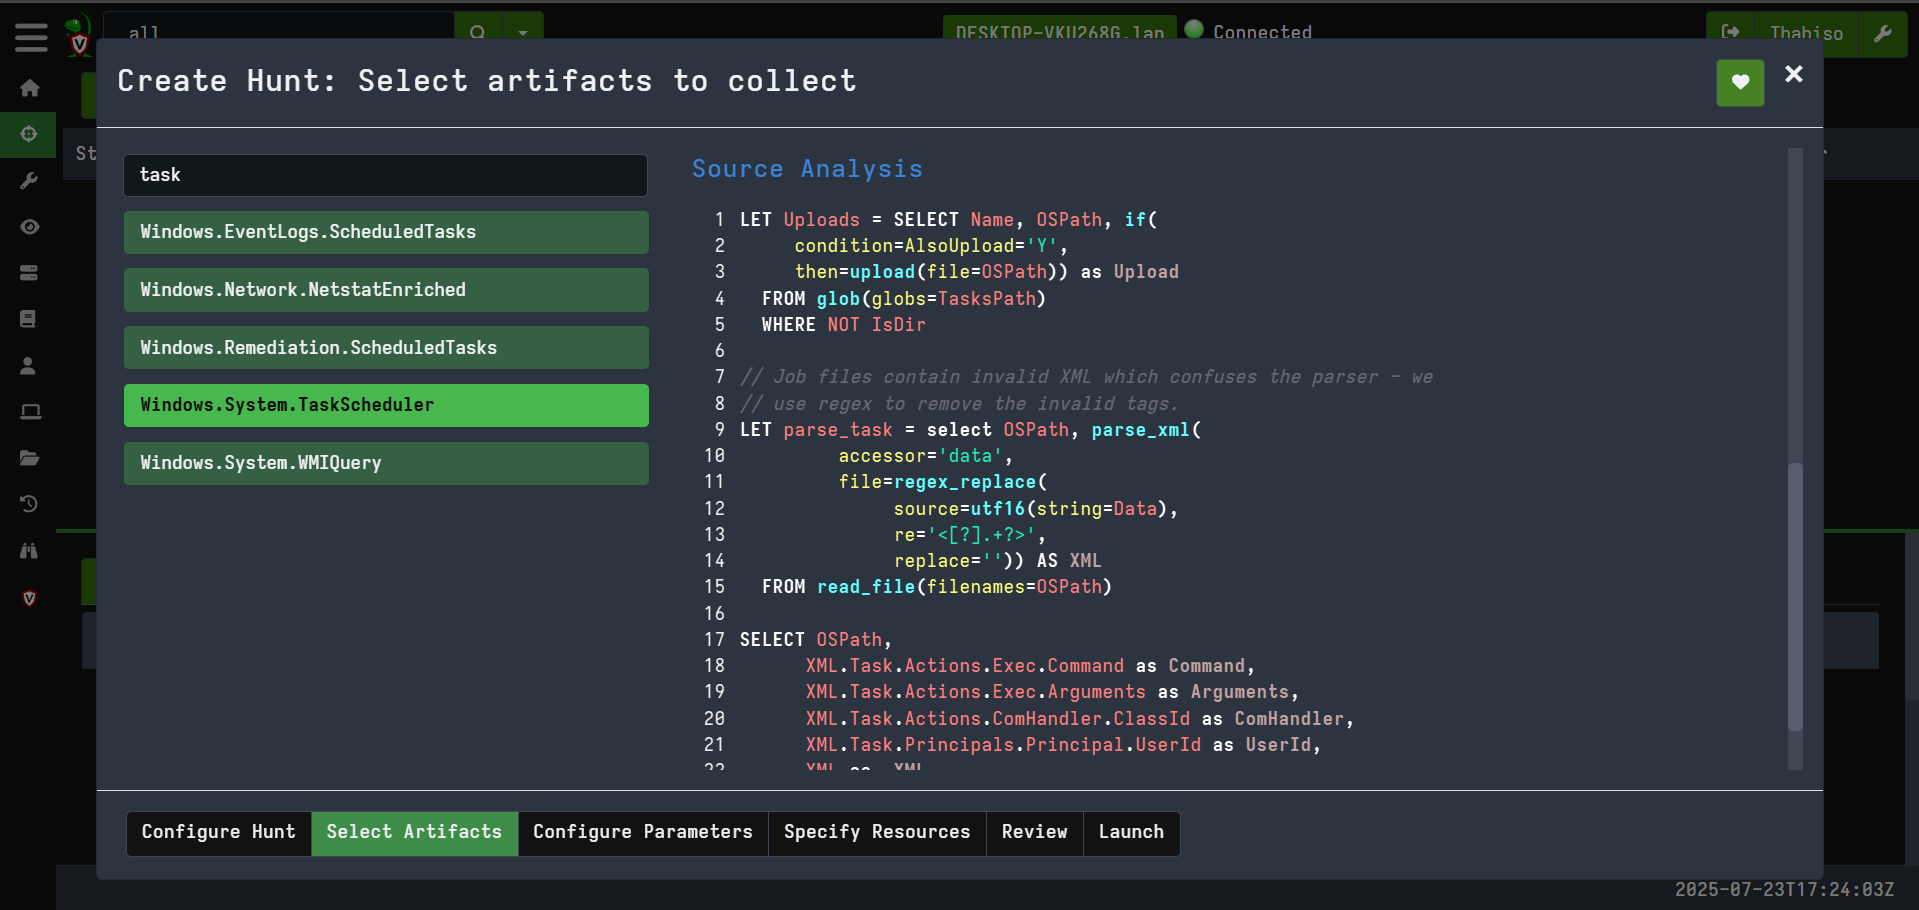 all
DESKTOP-VKU268G.lan
Connected
Thabiso
Create Hunt: Select artifacts to collect
St
task
Windows.EventLogs.ScheduledTasks
Windows.Network.NetstatEnriched
Windows.Remediation.ScheduledTasks
Windows.System.TaskScheduler
Windows.System.WMIQuery
Source Analysis
1 LET Uploads = SELECT Name, OSPath, if(
2      condition=AlsoUpload='Y',
3      then=upload(file=OSPath)) as Upload
4   FROM glob(globs=TasksPath)
5   WHERE NOT IsDir
6
7 // Job files contain invalid XML which confuses the parser - we
8 // use regex to remove the invalid tags.
9 LET parse_task = select OSPath, parse_xml(
10          accessor='data',
11          file=regex_replace(
12               source=utf16(string=Data),
13               re='<[?].+?>',
14               replace='')) AS XML
15   FROM read_file(filenames=OSPath)
16
17 SELECT OSPath,
18       XML.Task.Actions.Exec.Command as Command,
19       XML.Task.Actions.Exec.Arguments as Arguments,
20       XML.Task.Actions.ComHandler.ClassId as ComHandler,
21       XML.Task.Principals.Principal.UserId as UserId,
22       XML as _XML
Configure Hunt
Select Artifacts
Configure Parameters
Specify Resources
Review
Launch
2025-07-23T17:24:03Z